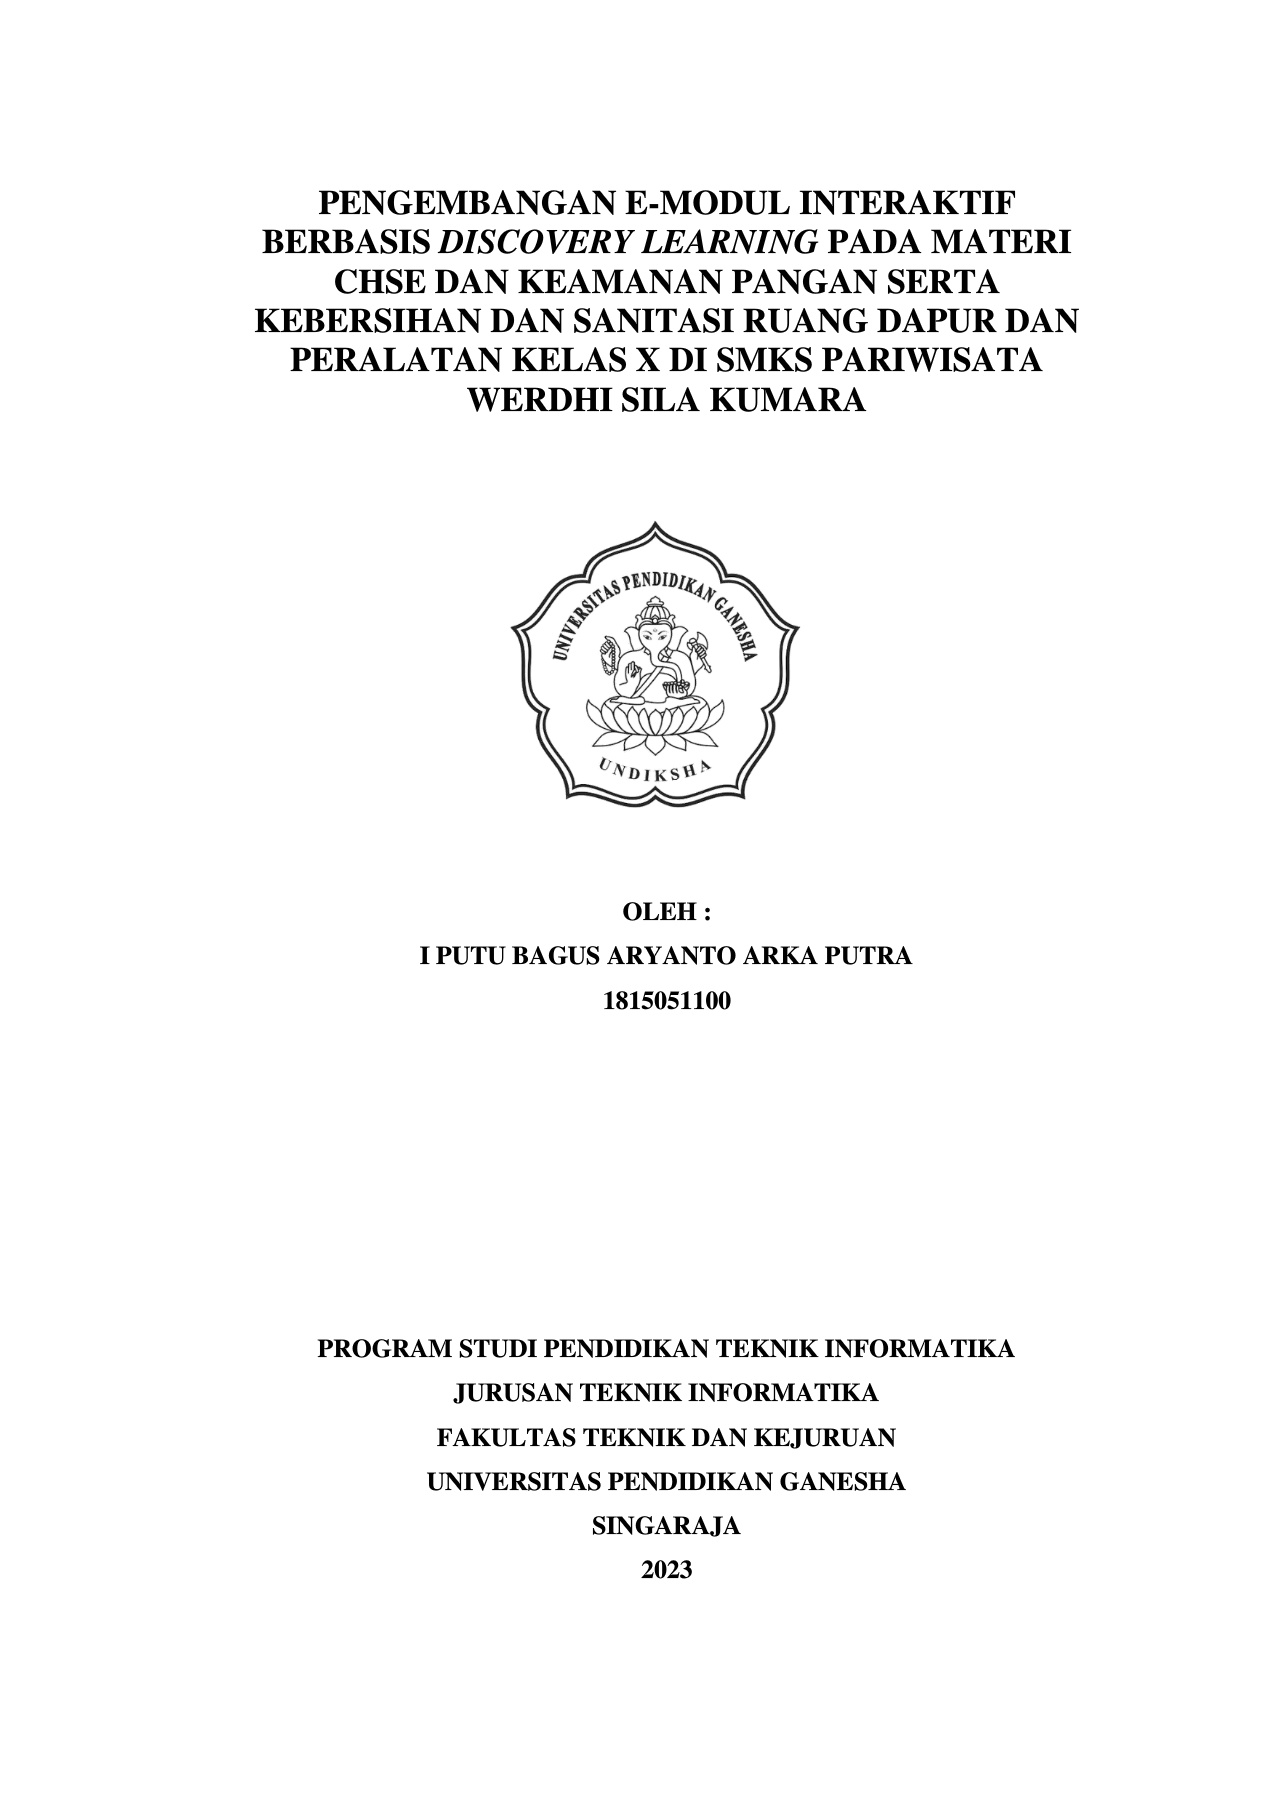 PENGEMBANGAN E-MODUL INTERAKTIF
BERBASIS DISCOVERY LEARNING PADA MATERI
CHSE DAN KEAMANAN PANGAN SERTA
KEBERSIHAN DAN SANITASI RUANG DAPUR DAN
PERALATAN KELAS X DI SMKS PARIWISATA
WERDHI SILA KUMARA
UNIVERSITAS PENDIDIKAN GANESHA
UNDIKSHA
OLEH :
I PUTU BAGUS ARYANTO ARKA PUTRA
1815051100
PROGRAM STUDI PENDIDIKAN TEKNIK INFORMATIKA
JURUSAN TEKNIK INFORMATIKA
FAKULTAS TEKNIK DAN KEJURUAN
UNIVERSITAS PENDIDIKAN GANESHA
SINGARAJA
2023